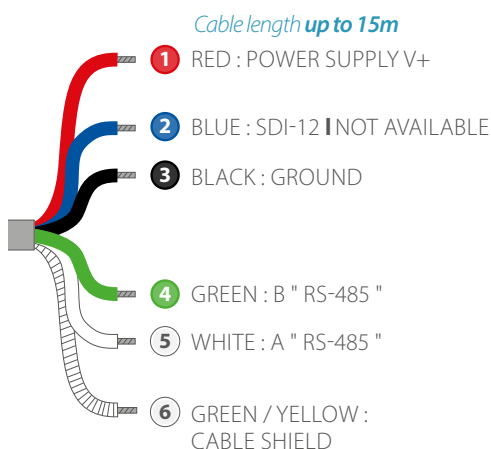 Cable length up to 15m
1 RED : POWER SUPPLY V+
2 BLUE : SDI-12 I NOT AVAILABLE
3 BLACK : GROUND
4 GREEN : B " RS-485 "
5 WHITE : A " RS-485 "
6 GREEN / YELLOW :
CABLE SHIELD